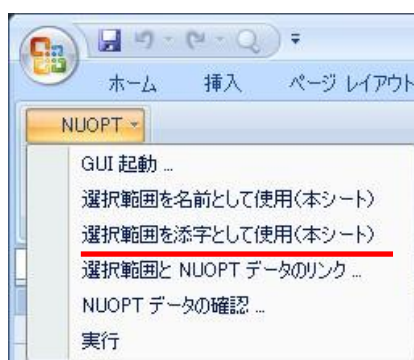 ホーム 挿入 ページ レイアウト
NUOPT
GUI 起動 ...
選択範囲を名前として使用(本シート)
選択範囲を添字として使用(本シート)
選択範囲と NUOPT データのリンク ...
NUOPT データの確認 ...
実行